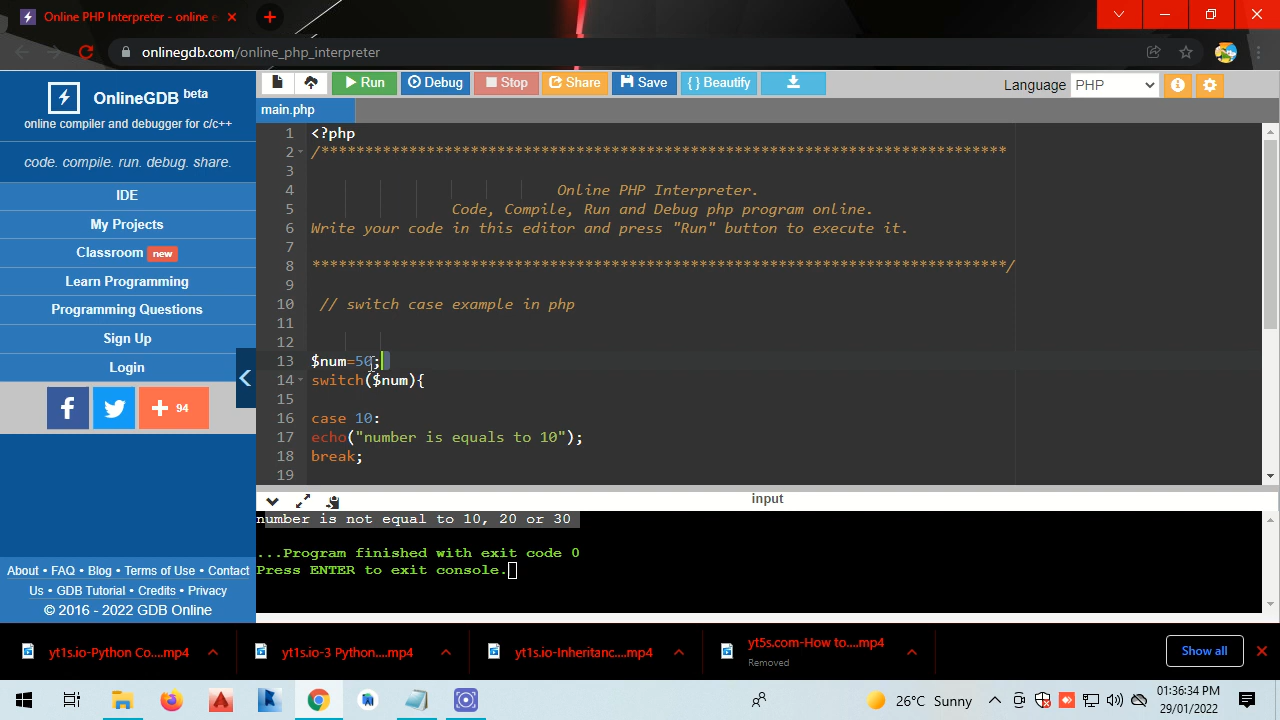 Online PHP Interpreter - online e
onlinegdb.com/online_php_interpreter
OnlineGDB beta
online compiler and debugger for c/c++
code. compile. run. debug. share.
IDE
My Projects
Classroom new
Learn Programming
Programming Questions
Sign Up
Login
f
94
About • FAQ • Blog • Terms of Use • Contact
Us • GDB Tutorial • Credits • Privacy
© 2016 - 2022 GDB Online
Run Debug Stop Share Save { } Beautify Language PHP
main.php
1 <?php
2 /******************************************************************************
3
4 Online PHP Interpreter.
5 Code, Compile, Run and Debug php program online.
6 Write your code in this editor and press "Run" button to execute it.
7
8 *******************************************************************************/
9
10 // switch case example in php
11
12
13 $num=50;
14 switch($num){
15
16 case 10:
17 echo("number is equals to 10");
18 break;
19
input
number is not equal to 10, 20 or 30
...Program finished with exit code 0
Press ENTER to exit console.
yt1s.io-Python Co....mp4
yt1s.io-3 Python....mp4
yt1s.io-Inheritanc....mp4
yt5s.com-How to....mp4
Removed
Show all
26°C Sunny
01:36:34 PM
29/01/2022